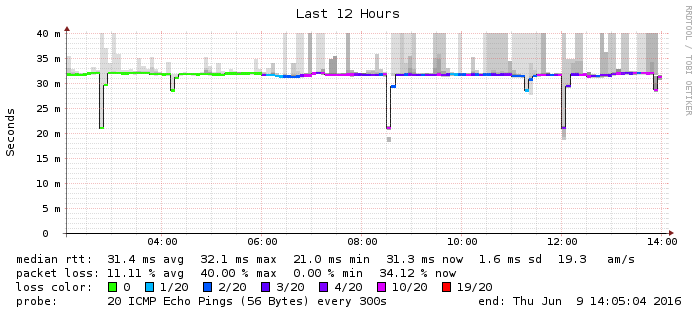 Last 12 Hours
RRDTOOL / TOBI OETIKER
Seconds
40 m
35 m
30 m
25 m
20 m
15 m
10 m
5 m
0
04:00 06:00 08:00 10:00 12:00 14:00
median rtt: 31.4 ms avg 32.1 ms max 21.0 ms min 31.3 ms now 1.6 ms sd 19.3 am/s
packet loss: 11.11 % avg 40.00 % max 0.00 % min 34.12 % now
loss color: 0 1/20 2/20 3/20 4/20 10/20 19/20
probe: 20 ICMP Echo Pings (56 Bytes) every 300s end: Thu Jun 9 14:05:04 2016